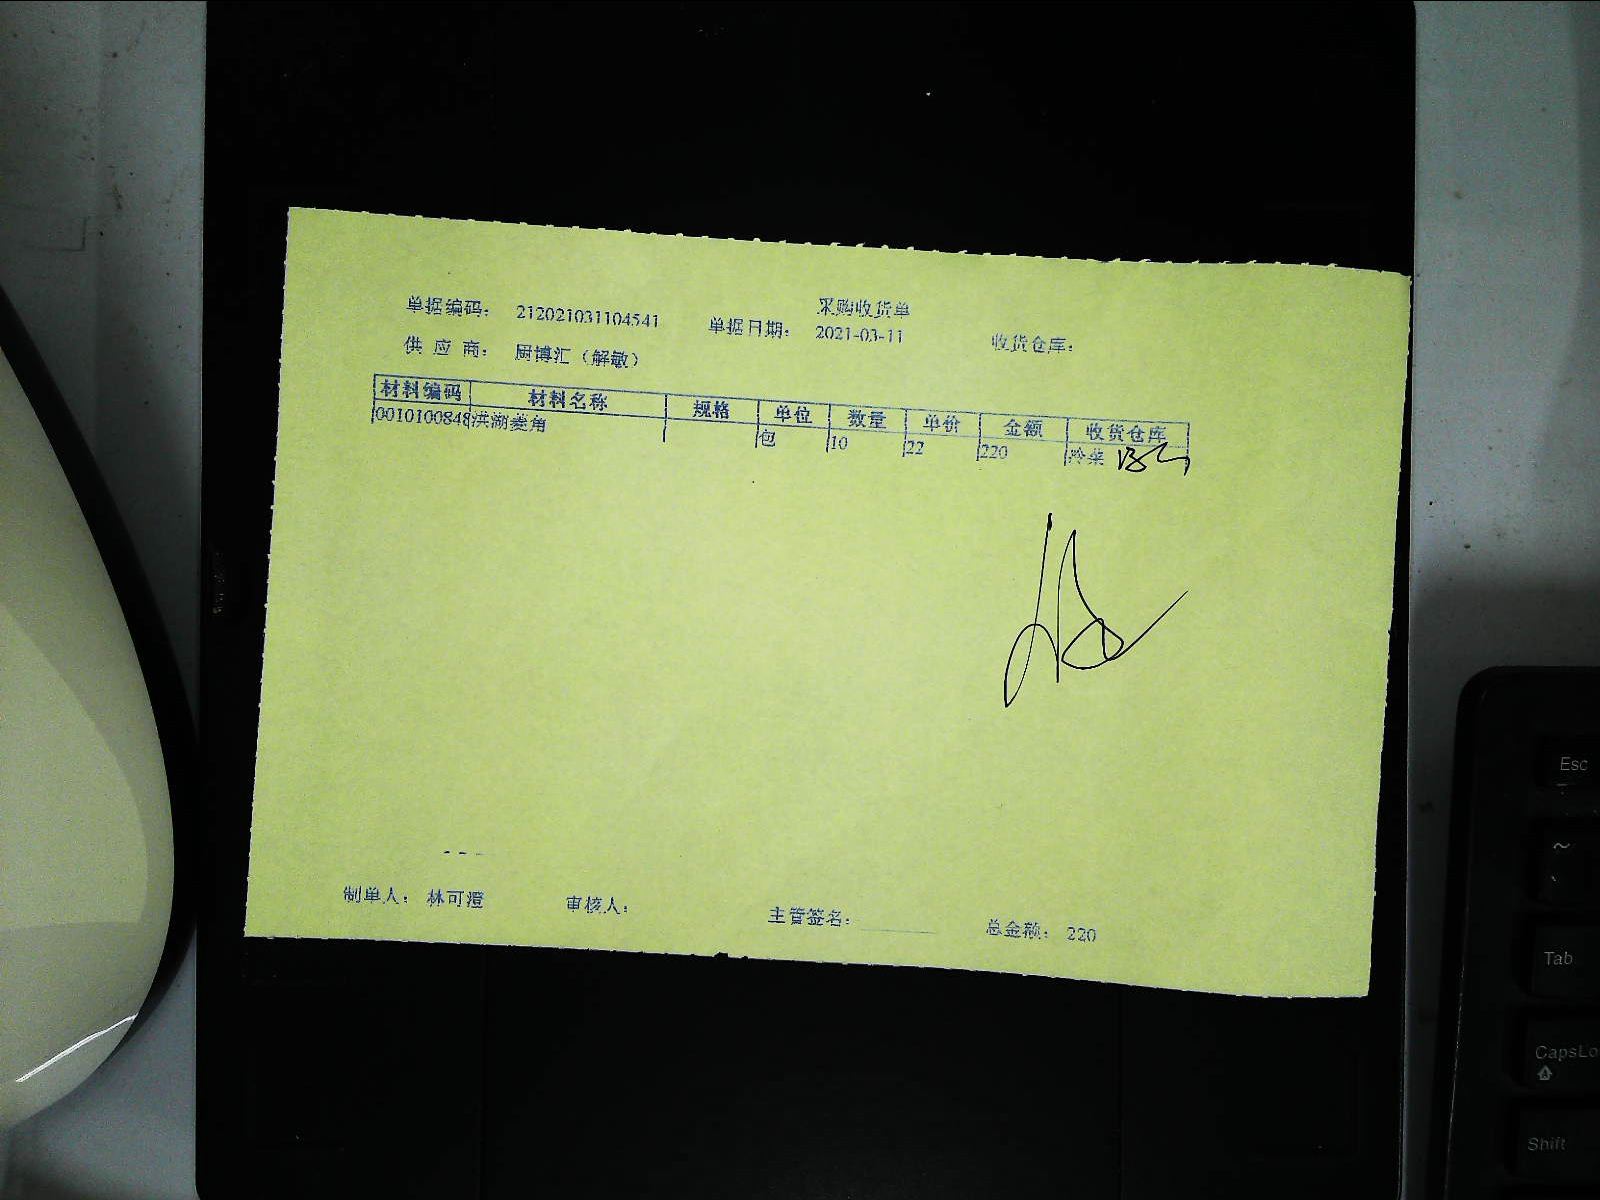 采购收货单
单据编码： 212021031104541 单据日期： 2021-03-11 收货仓库：
供 应 商： 厨博汇（解敏）
材料编码 材料名称 规格 单位 数量 单价 金额 收货仓库
0010100848 洪湖菱角 包 10 22 220 冷菜
制单人： 林可澄 审核人： 主管签名： 总金额： 220
Esc
~
Tab
CapsLo
Shift